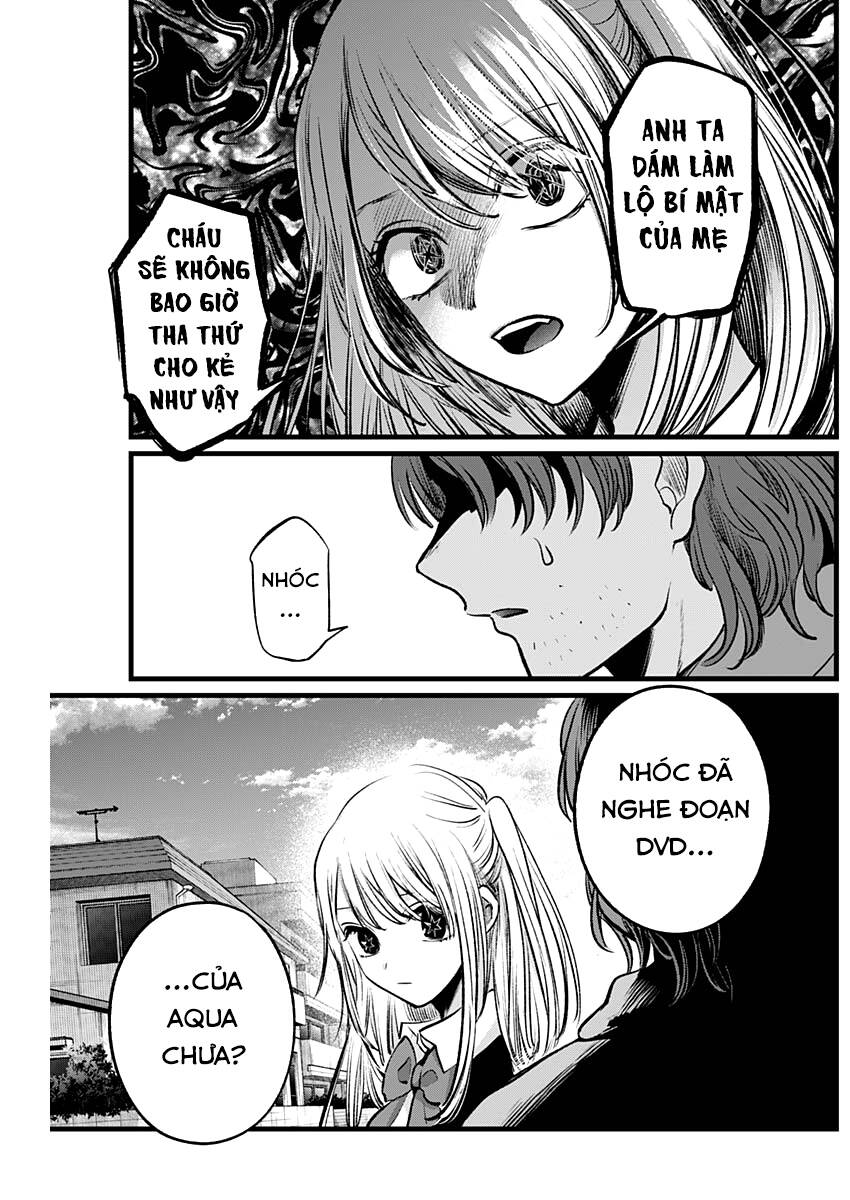 ANH TA
DÁM LÀM
LỘ BÍ MẬT
CỦA MẸ
CHÁU
SẼ KHÔNG
BAO GIỜ
THA THỨ
CHO KẺ
NHƯ VẬY
NHÓC
...
NHÓC ĐÃ
NGHE ĐOẠN
DVD...
...CỦA
AQUA
CHƯA?